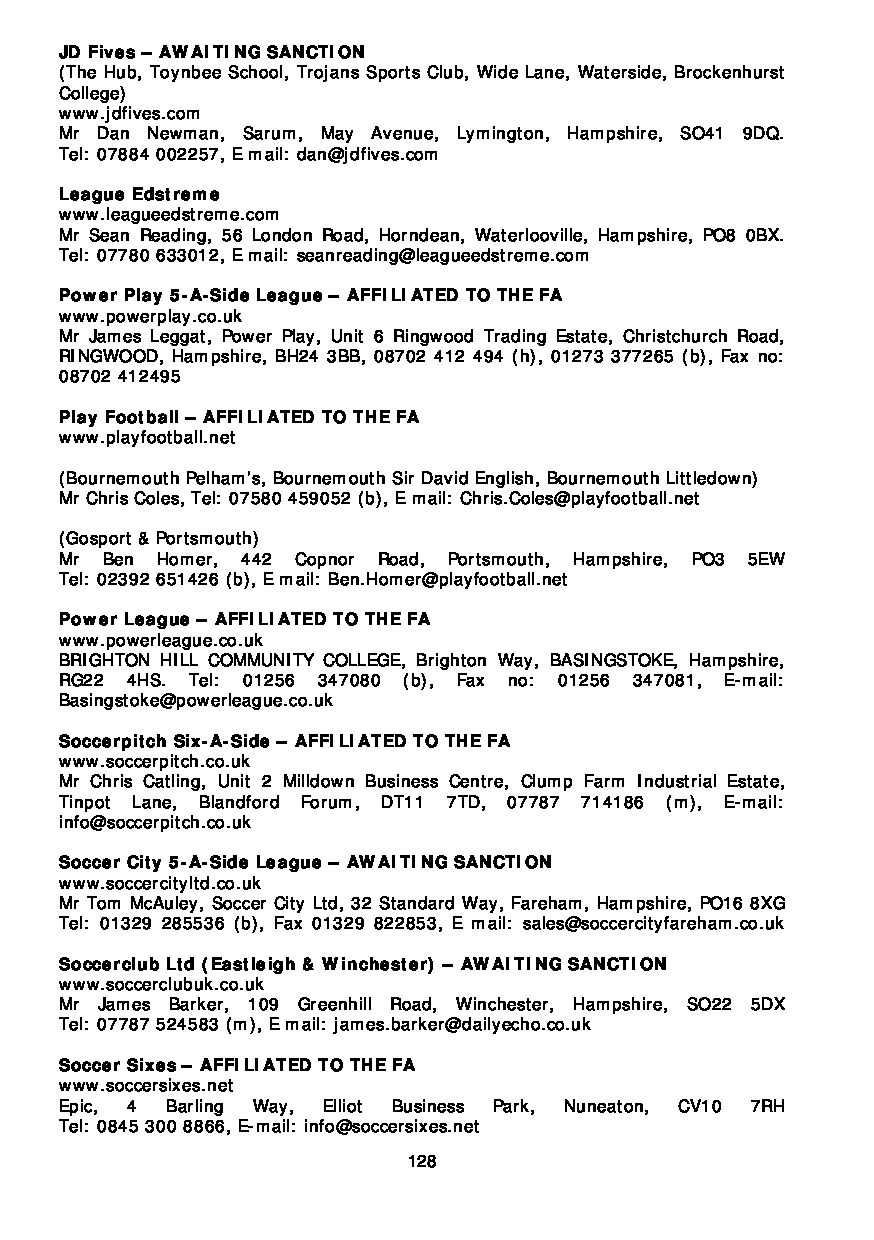 JD Fives – AWAITING SANCTION
(The Hub, Toynbee School, Trojans Sports Club, Wide Lane, Waterside, Brockenhurst
College)
www.jdfives.com
Mr Dan Newman, Sarum, May Avenue, Lymington, Hampshire, SO41 9DQ.
Tel: 07884 002257, E mail: dan@jdfives.com

League Edstreme
www.leagueedstreme.com
Mr Sean Reading, 56 London Road, Horndean, Waterlooville, Hampshire, PO8 0BX.
Tel: 07780 633012, E mail: seanreading@leagueedstreme.com

Power Play 5-A-Side League – AFFILIATED TO THE FA
www.powerplay.co.uk
Mr James Leggat, Power Play, Unit 6 Ringwood Trading Estate, Christchurch Road,
RINGWOOD, Hampshire, BH24 3BB, 08702 412 494 (h), 01273 377265 (b), Fax no:
08702 412495

Play Football – AFFILIATED TO THE FA
www.playfootball.net

(Bournemouth Pelham's, Bournemouth Sir David English, Bournemouth Littledown)
Mr Chris Coles, Tel: 07580 459052 (b), E mail: Chris.Coles@playfootball.net

(Gosport & Portsmouth)
Mr Ben Homer, 442 Copnor Road, Portsmouth, Hampshire, PO3 5EW
Tel: 02392 651426 (b), E mail: Ben.Homer@playfootball.net

Power League – AFFILIATED TO THE FA
www.powerleague.co.uk
BRIGHTON HILL COMMUNITY COLLEGE, Brighton Way, BASINGSTOKE, Hampshire,
RG22 4HS. Tel: 01256 347080 (b), Fax no: 01256 347081, E-mail:
Basingstoke@powerleague.co.uk

Soccerpitch Six-A-Side – AFFILIATED TO THE FA
www.soccerpitch.co.uk
Mr Chris Catling, Unit 2 Milldown Business Centre, Clump Farm Industrial Estate,
Tinpot Lane, Blandford Forum, DT11 7TD, 07787 714186 (m), E-mail:
info@soccerpitch.co.uk

Soccer City 5-A-Side League – AWAITING SANCTION
www.soccercityltd.co.uk
Mr Tom McAuley, Soccer City Ltd, 32 Standard Way, Fareham, Hampshire, PO16 8XG
Tel: 01329 285536 (b), Fax 01329 822853, E mail: sales@soccercityfareham.co.uk

Soccerclub Ltd (Eastleigh & Winchester) – AWAITING SANCTION
www.soccerclubuk.co.uk
Mr James Barker, 109 Greenhill Road, Winchester, Hampshire, SO22 5DX
Tel: 07787 524583 (m), E mail: james.barker@dailyecho.co.uk

Soccer Sixes – AFFILIATED TO THE FA
www.soccersixes.net
Epic, 4 Barling Way, Elliot Business Park, Nuneaton, CV10 7RH
Tel: 0845 300 8866, E-mail: info@soccersixes.net

128